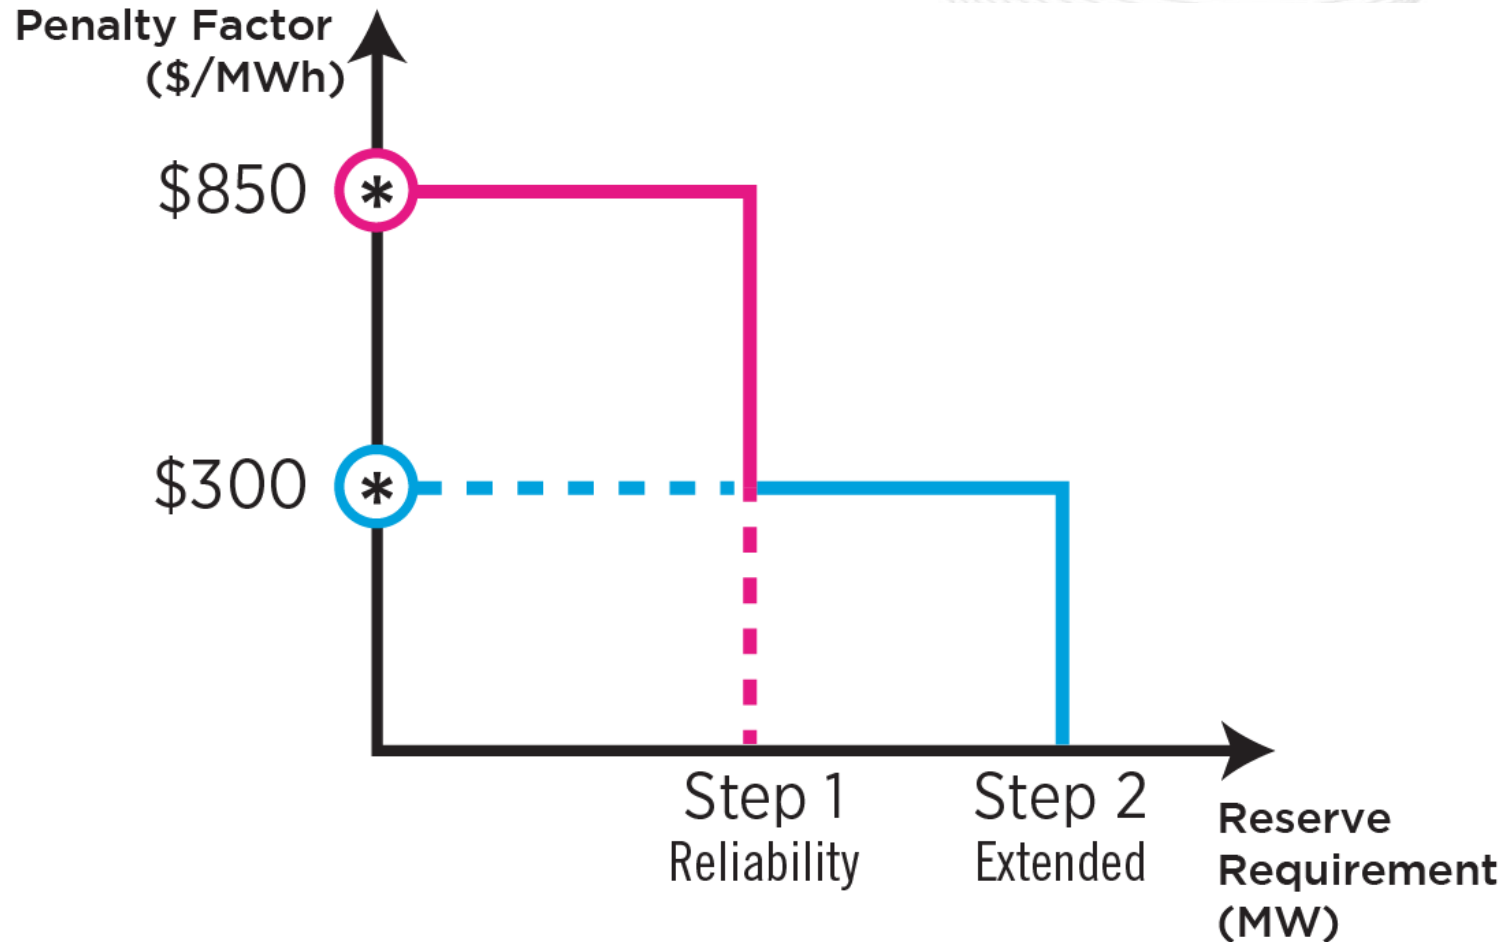 Penalty Factor
($/MWh)
$850
*
$300
*
Step 1
Reliability
Step 2
Extended
Reserve
Requirement
(MW)